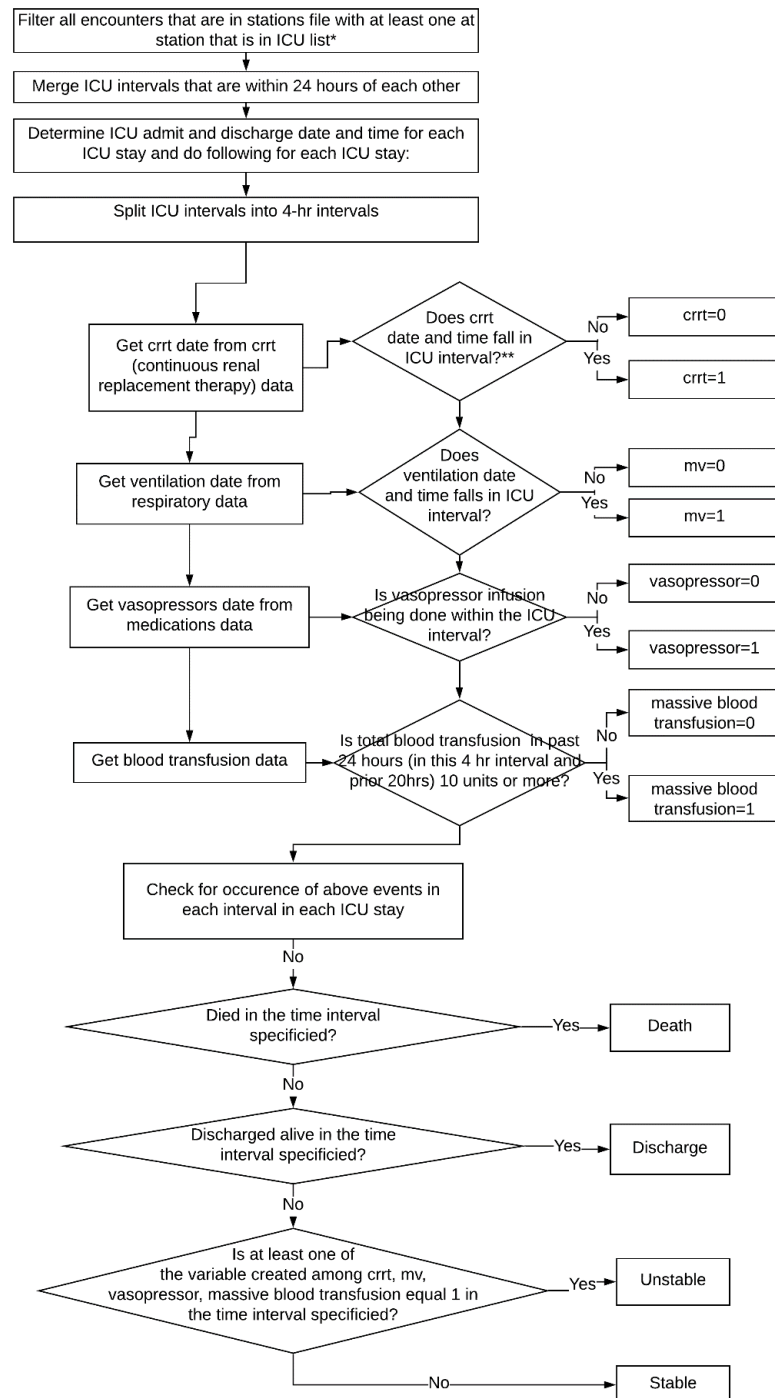 Filter all encounters that are in stations file with at least one at
station that is in ICU list*
Merge ICU intervals that are within 24 hours of each other
Determine ICU admit and discharge date and time for each
ICU stay and do following for each ICU stay:
Split ICU intervals into 4-hr intervals
Get crrt date from crrt
(continuous renal
replacement therapy) data
Does crrt
date and time fall in
ICU interval?**
No
crrt=0
Yes
crrt=1
Get ventilation date from
respiratory data
Does
ventilation date
and time falls in ICU
interval?
No
mv=0
Yes
mv=1
Get vasopressors date from
medications data
Is vasopressor infusion
being done within the ICU
interval?
No
vasopressor=0
Yes
vasopressor=1
Get blood transfusion data
Is total blood transfusion in past
24 hours (in this 4 hr interval and
prior 20hrs) 10 units or more?
No
massive blood
transfusion=0
Yes
massive blood
transfusion=1
Check for occurence of above events in
each interval in each ICU stay
No
Died in the time interval
specificied?
Yes
Death
No
Discharged alive in the time
interval specificied?
Yes
Discharge
No
Is at least one of
the variable created among crrt, mv,
vasopressor, massive blood transfusion equal 1 in
the time interval specificied?
Yes
Unstable
No
Stable